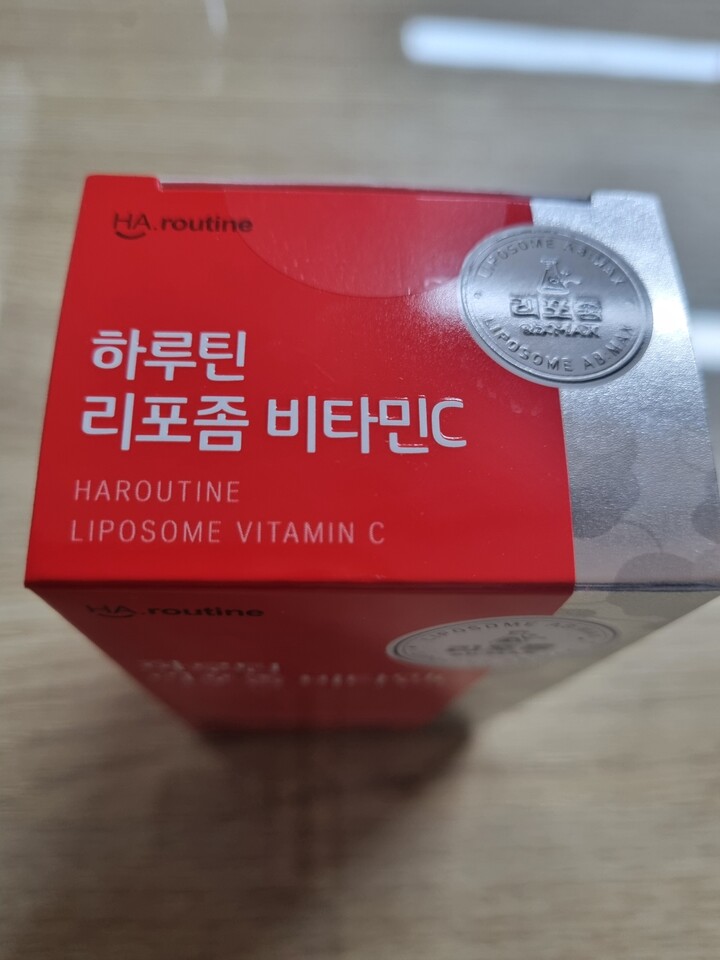 HA.routine
하루틴
리포좀 비타민C
HAROUTINE
LIPOSOME VITAMIN C
LIPOSOME AB MAX
리포좀
LIPOSOME AB MAX
HA.routine